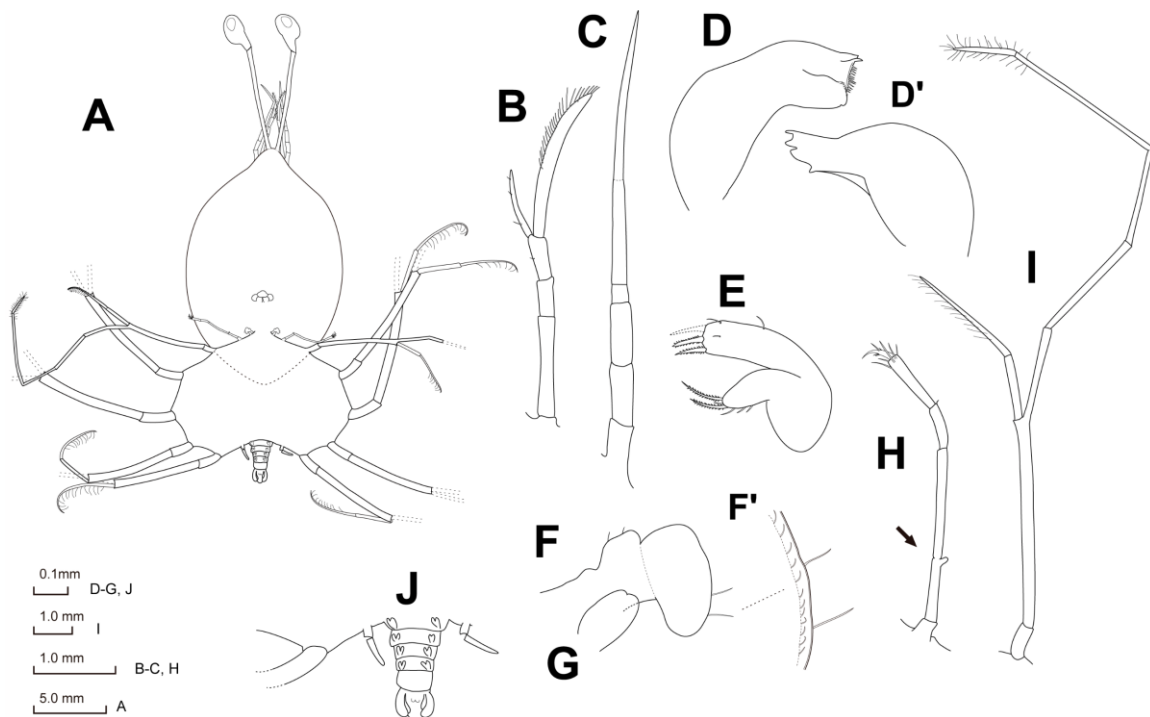 A
B
C
D
D'
E
F
F'
G
H
I
J
0.1mm D-G, J
1.0 mm I
1.0 mm B-C, H
5.0 mm A